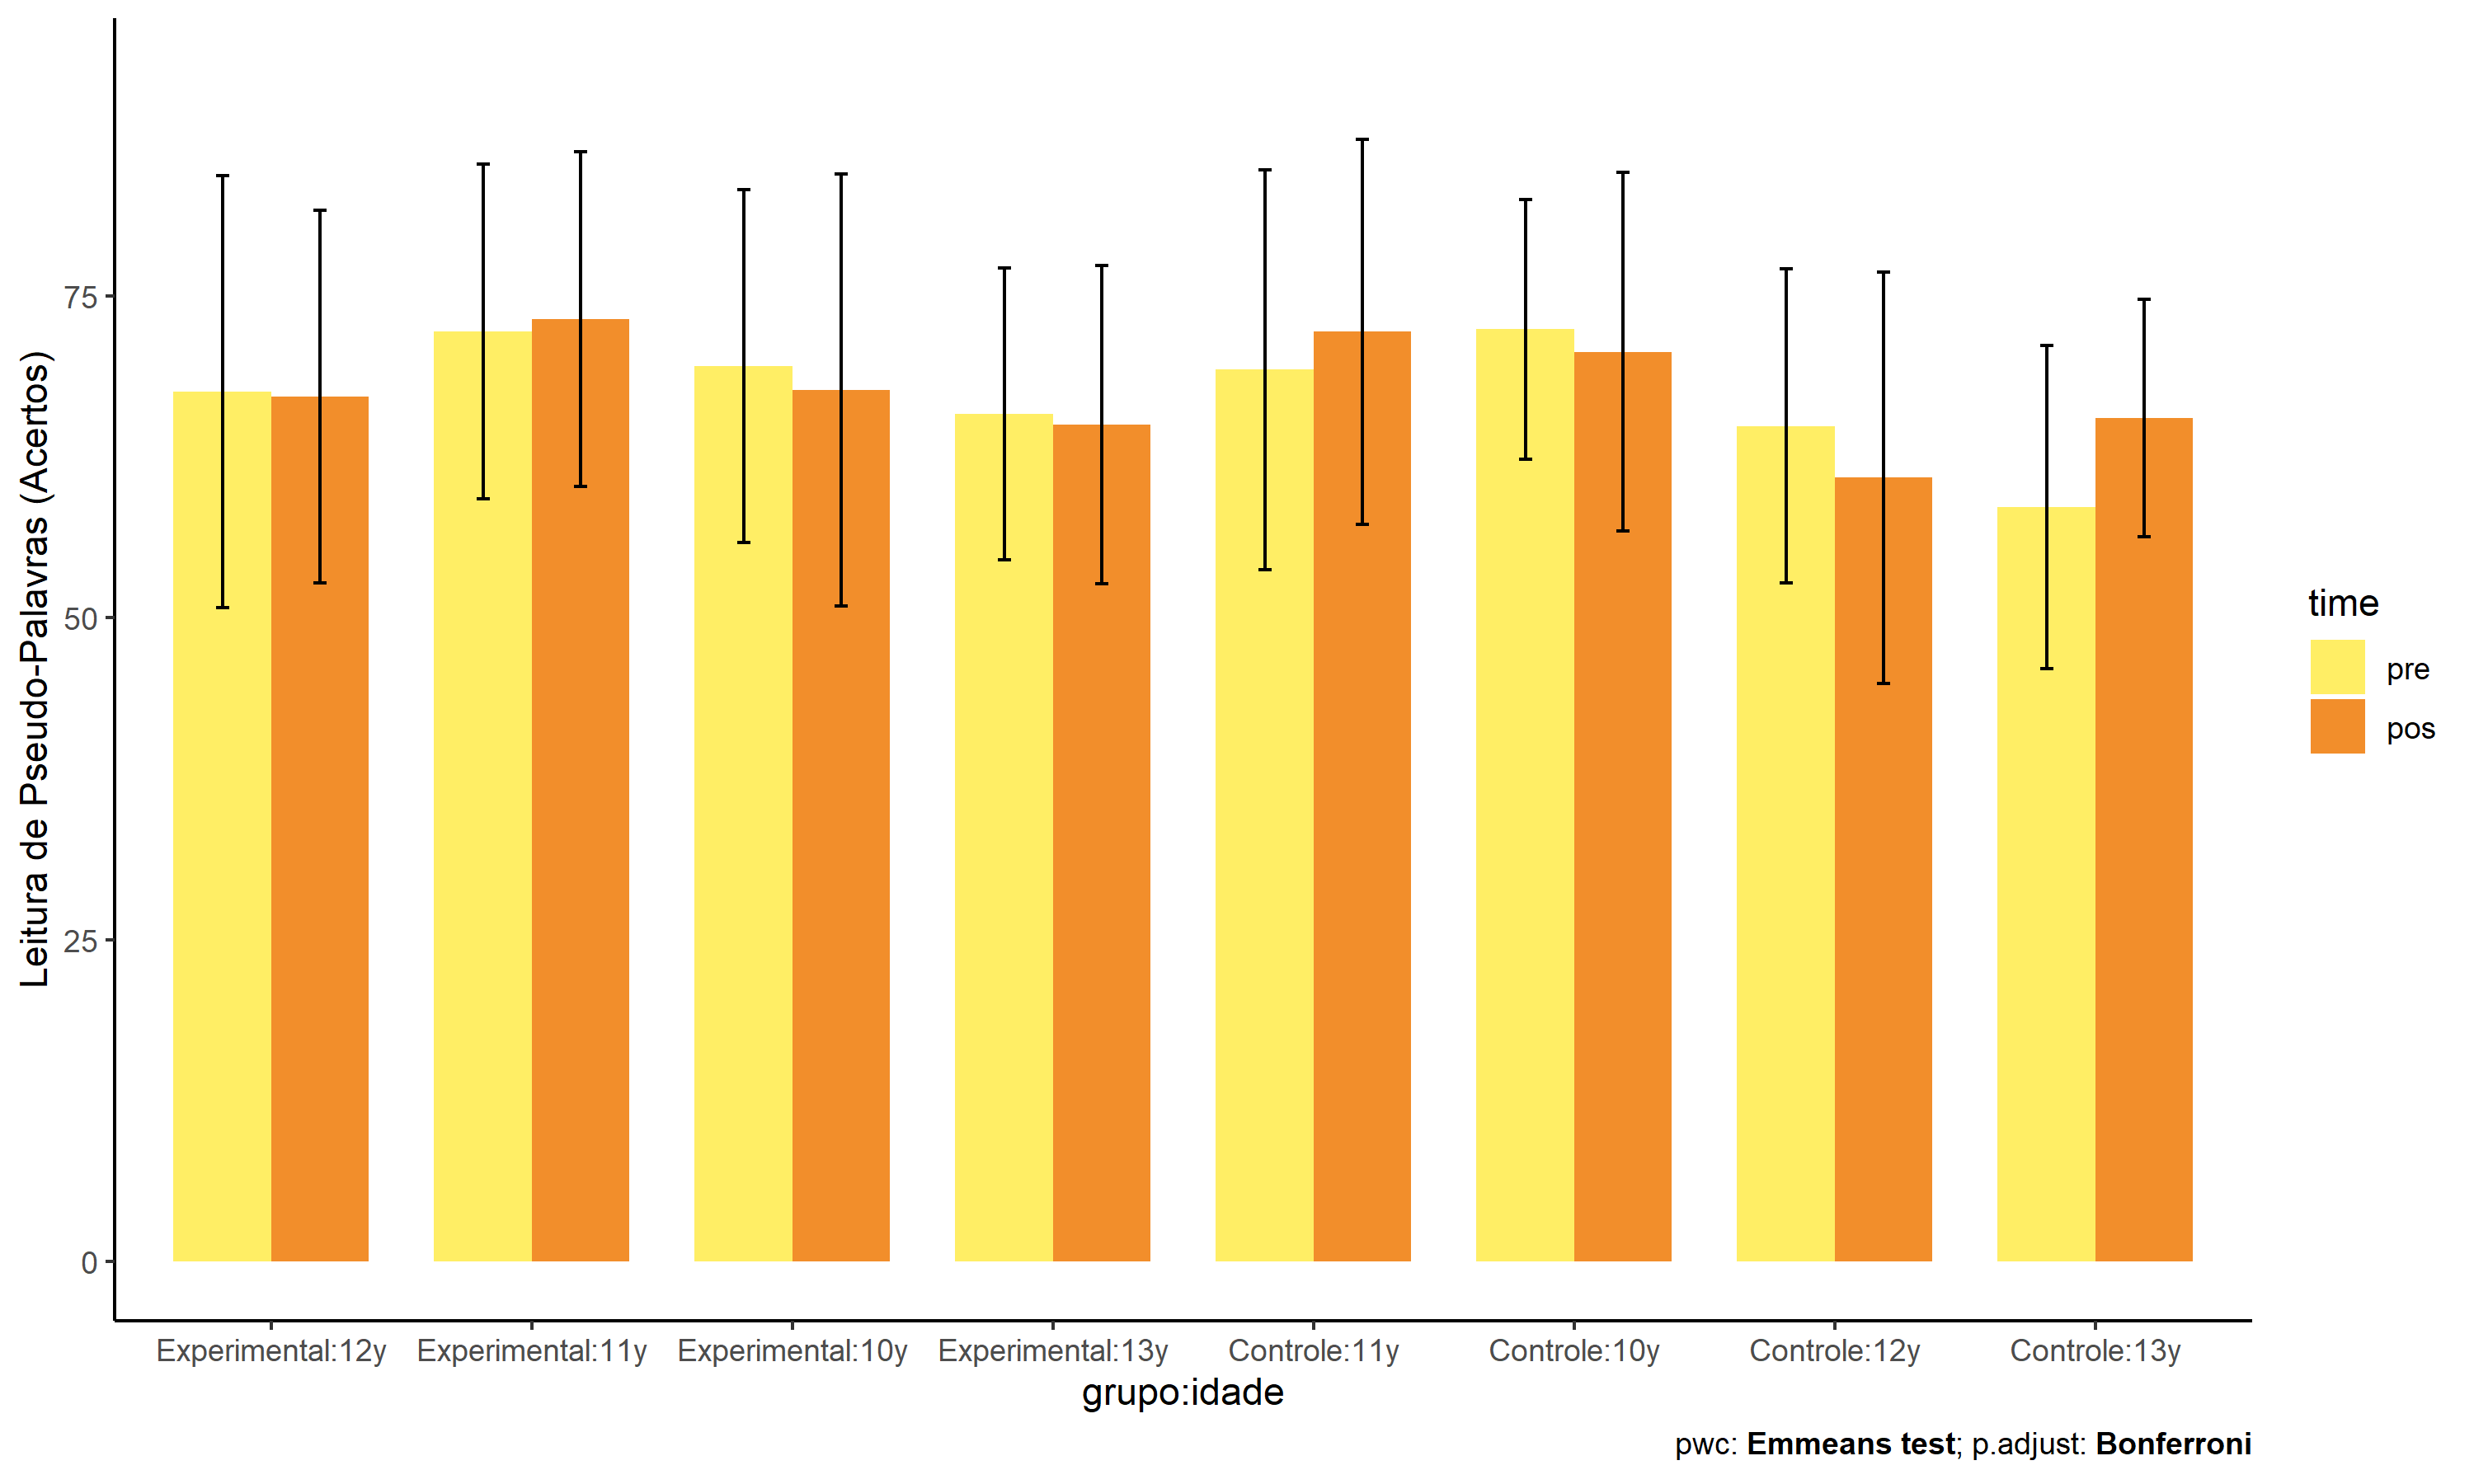 Leitura de Pseudo-Palavras (Acertos)
75
50
25
0
Experimental:12y Experimental:11y Experimental:10y Experimental:13y Controle:11y Controle:10y Controle:12y Controle:13y
grupo:idade
time
pre
pos
pwc: Emmeans test; p.adjust: Bonferroni